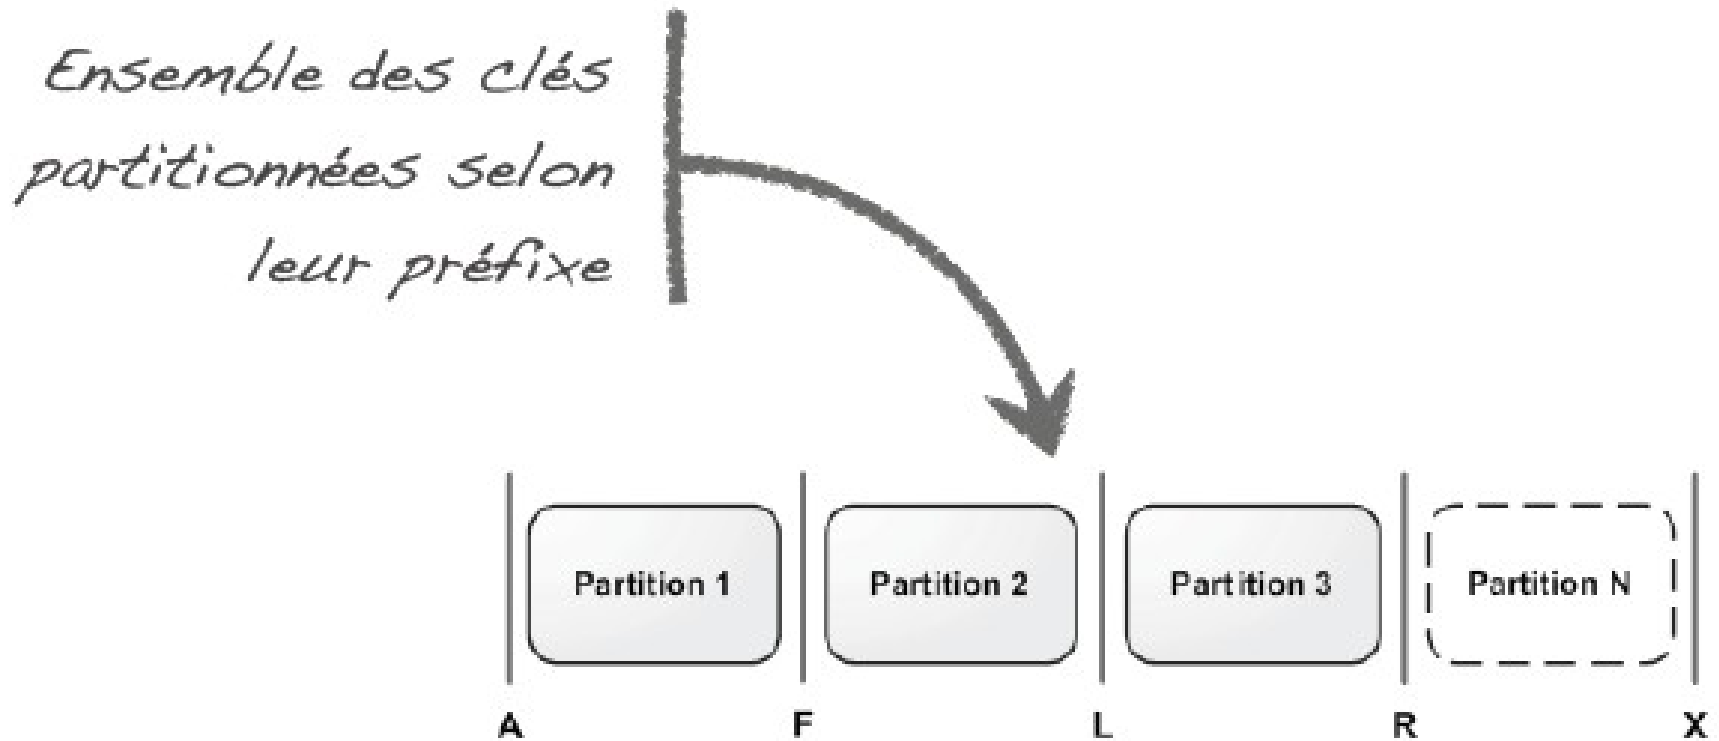 Ensemble des clés
partitionnées selon
leur préfixe
Partition 1
Partition 2
Partition 3
Partition N
A
F
L
R
X